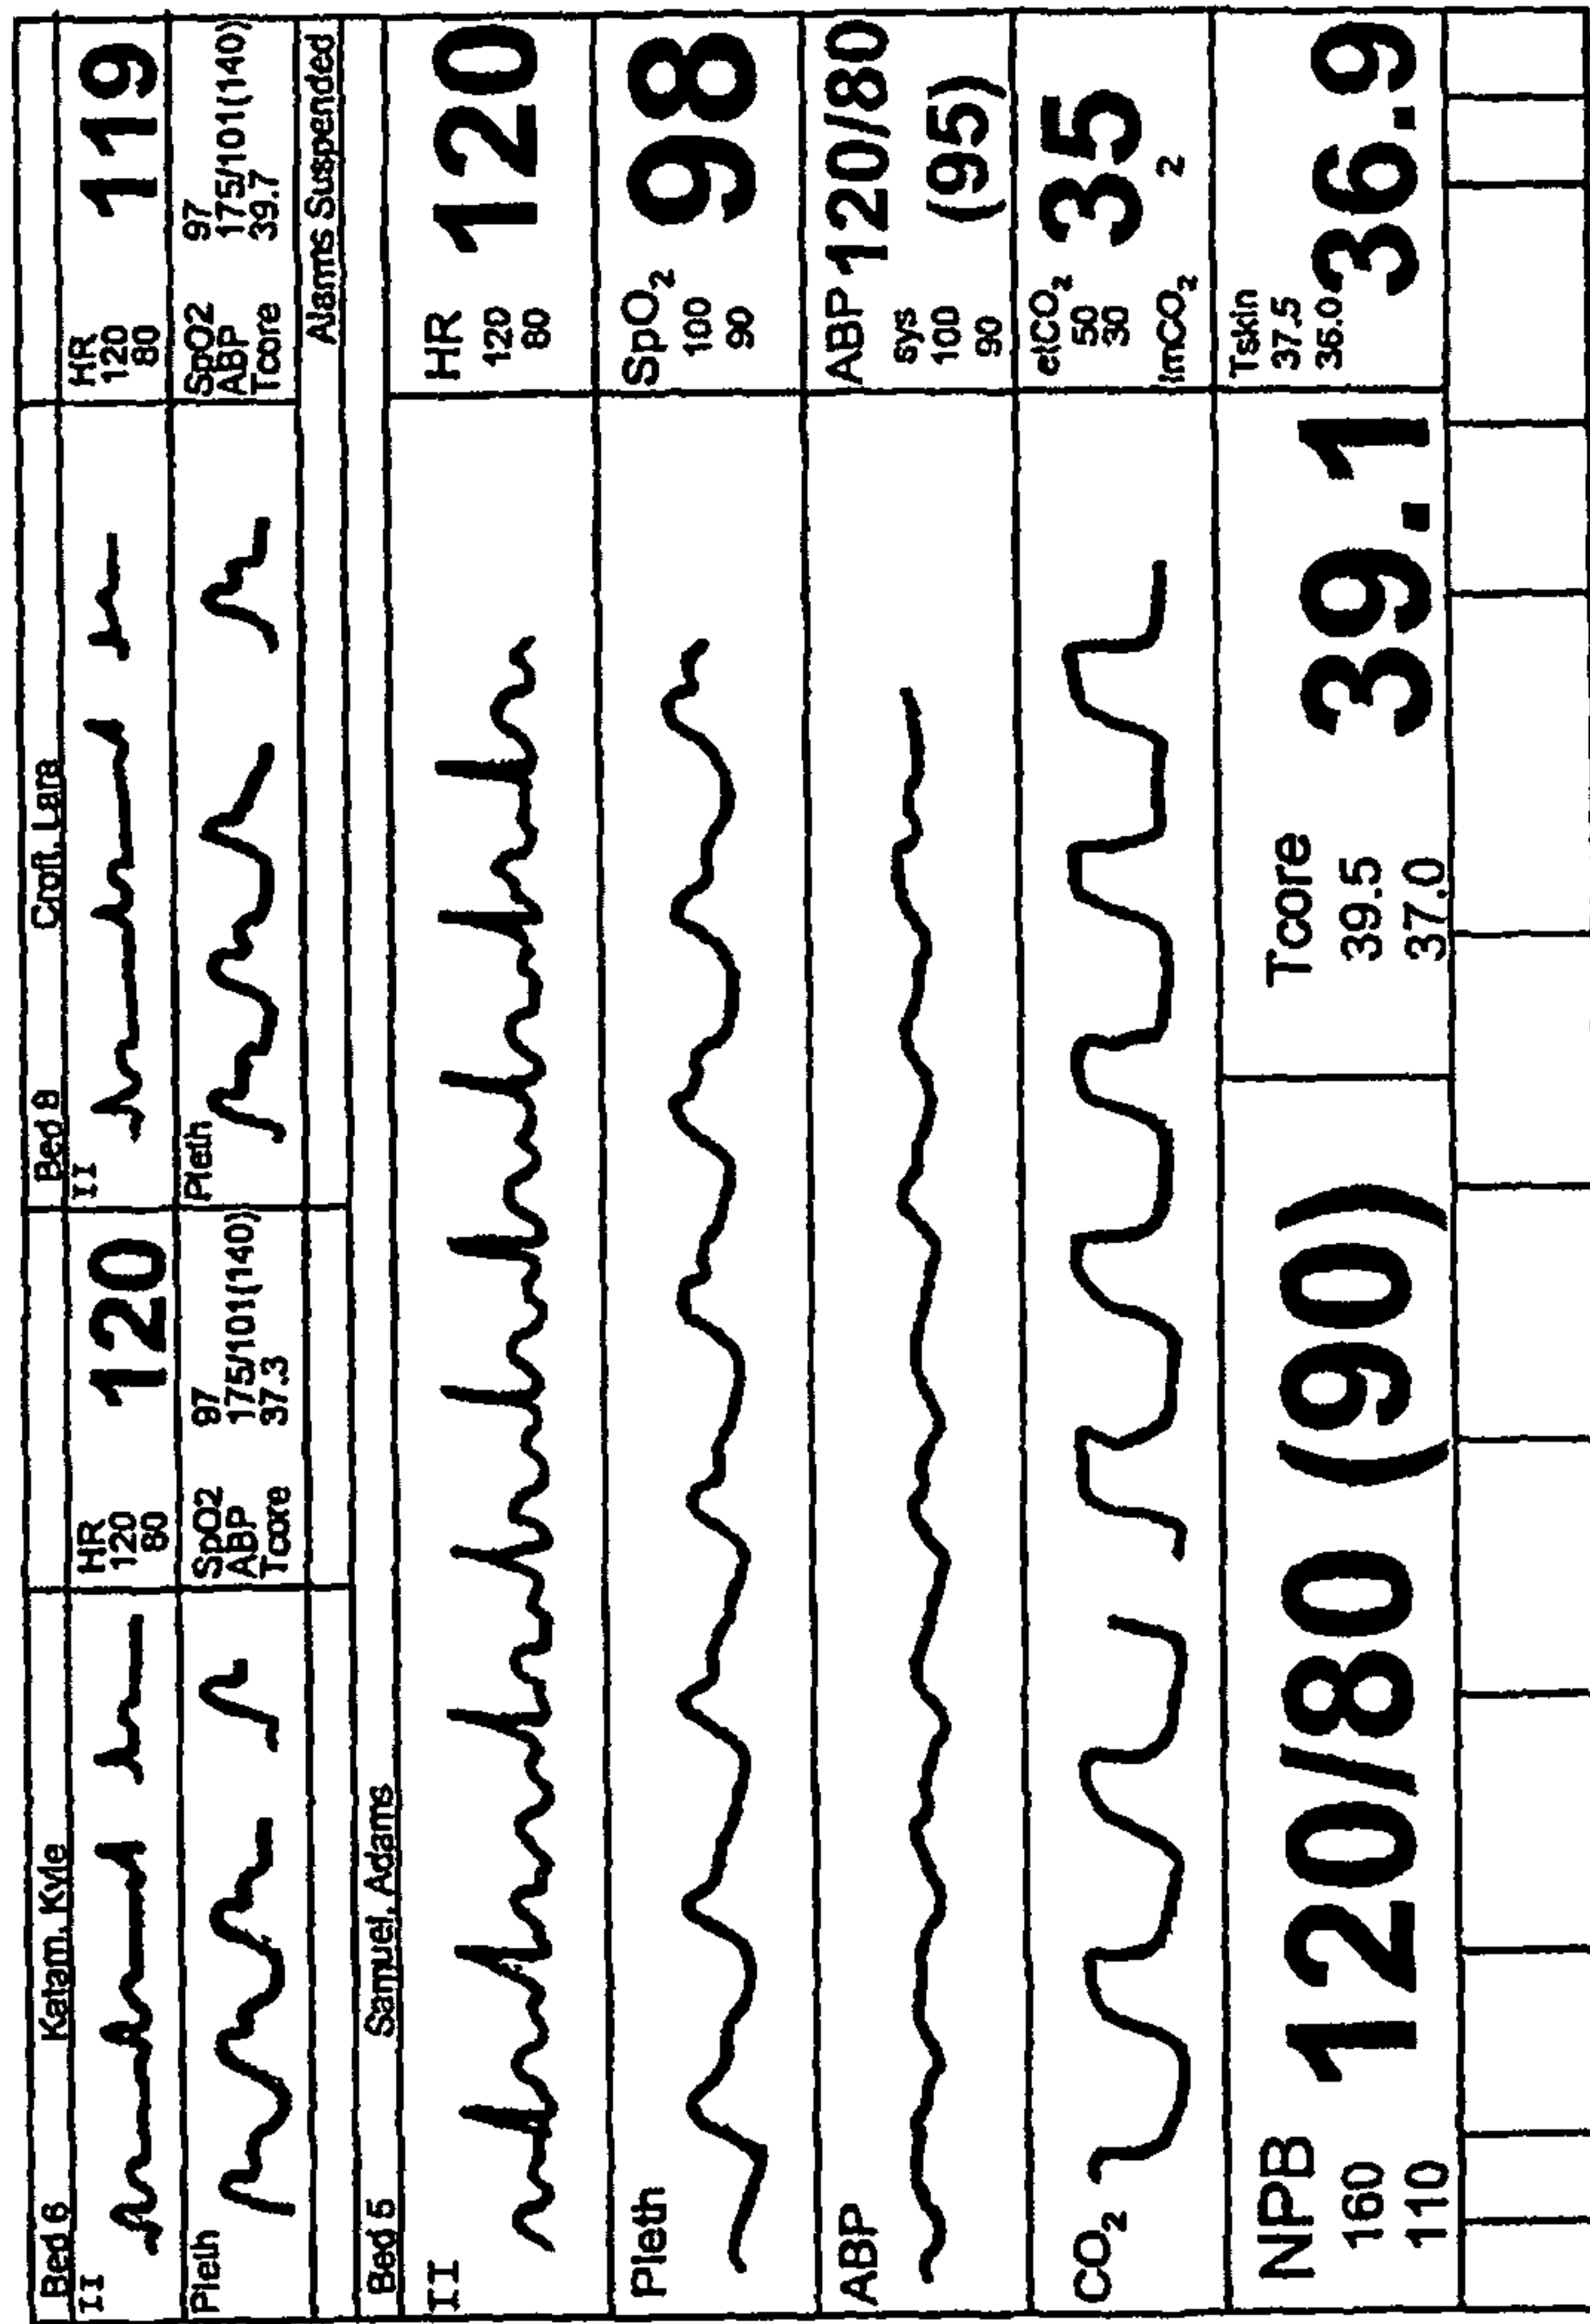 Bed 6 Katam, Kyle
II
HR 120
120
80
Pleth
SpO2 97
ABP 175/101(140)
Tcore 37.3
Bed 8 Croft, Lara
II
HR 119
120
80
Pleth
SpO2 97
ABP 175/101(140)
Tcore 39.7
Alarms Suspended
Bed 5 Samuel, Adams
II
HR 120
120
80
Pleth
SpO₂ 98
100
90
ABP
ABP 120/80
sys (95)
100
90
CO₂
etCO₂ 35
50
30
imCO₂ 2
NPB 120/80 (90)
160
110
Tcore 39.1
39.5
37.0
Tskin 36.9
37.5
36.0